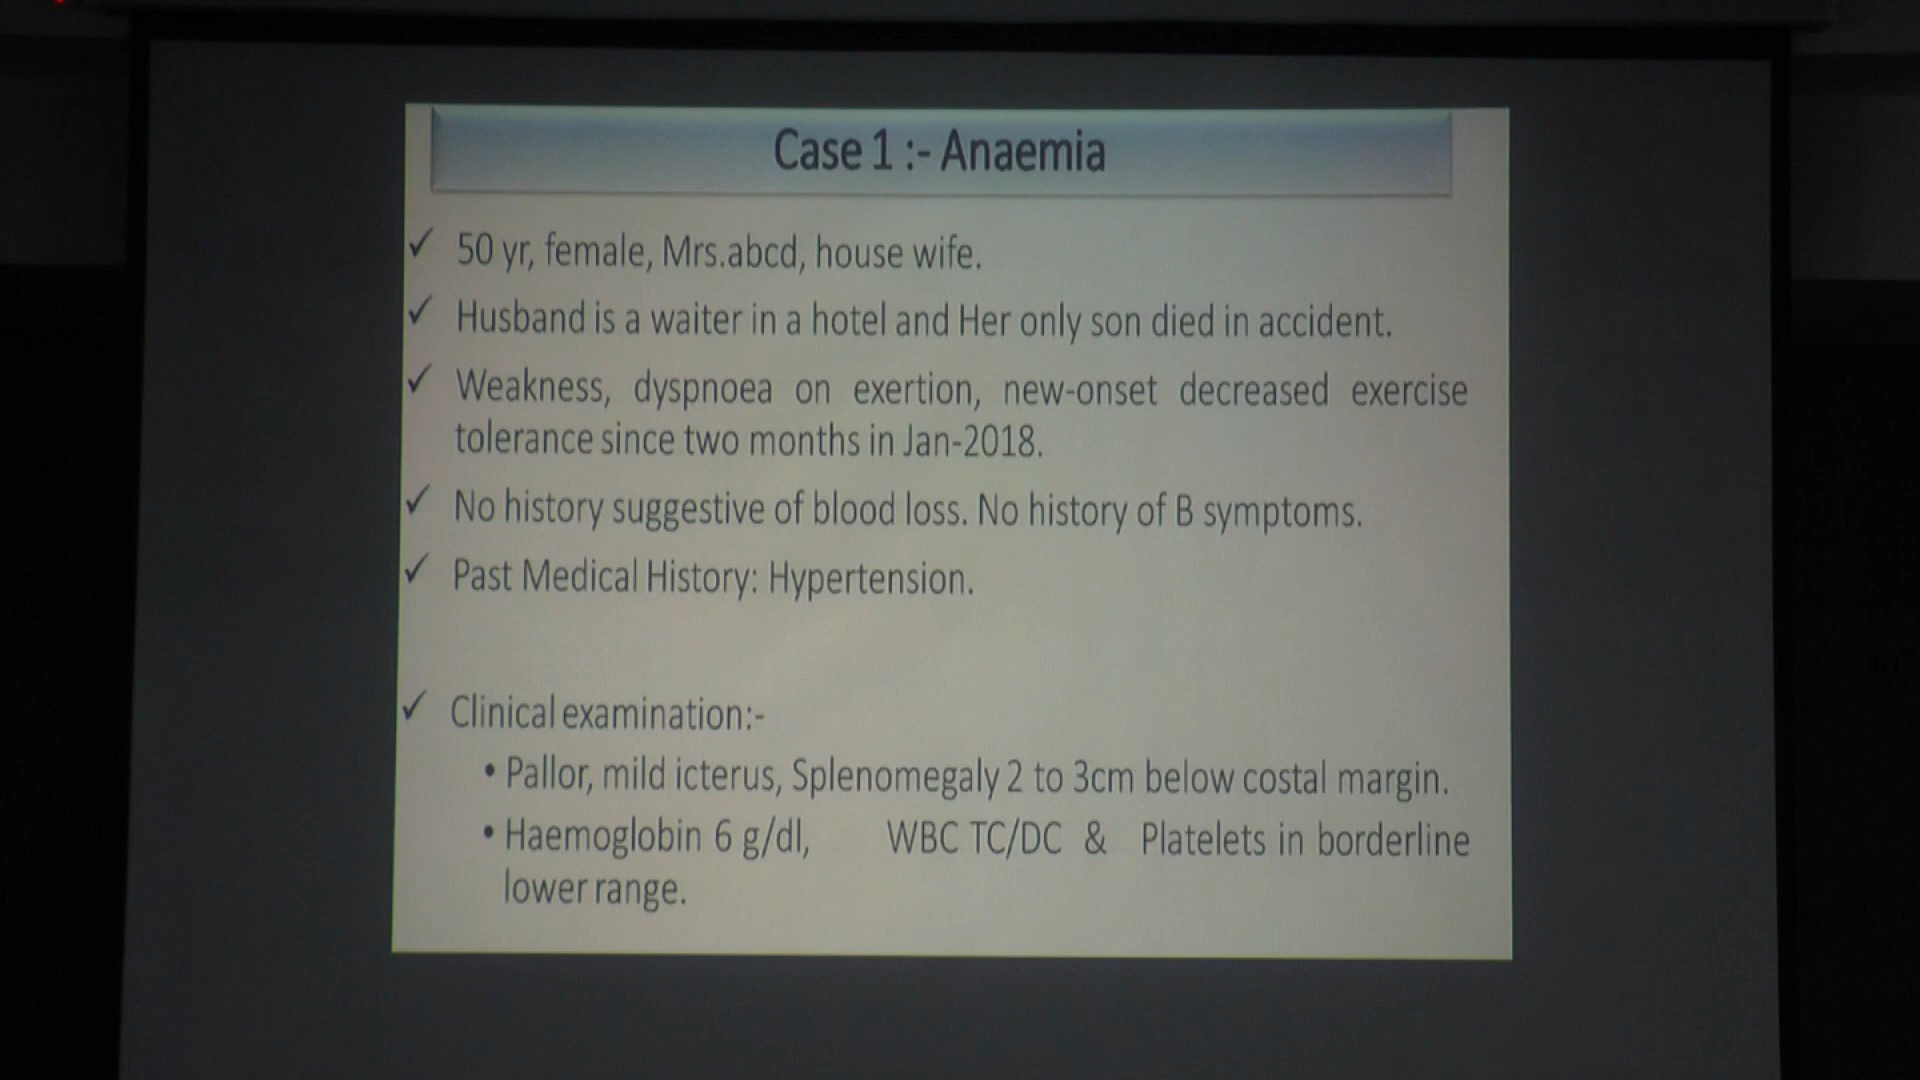 Case 1 :- Anaemia
✓ 50 yr, female, Mrs.abcd, house wife.
✓ Husband is a waiter in a hotel and Her only son died in accident.
✓ Weakness, dyspnoea on exertion, new-onset decreased exercise
tolerance since two months in Jan-2018.
✓ No history suggestive of blood loss. No history of B symptoms.
✓ Past Medical History: Hypertension.
✓ Clinical examination:-
• Pallor, mild icterus, Splenomegaly 2 to 3cm below costal margin.
• Haemoglobin 6 g/dl, WBC TC/DC & Platelets in borderline
lower range.